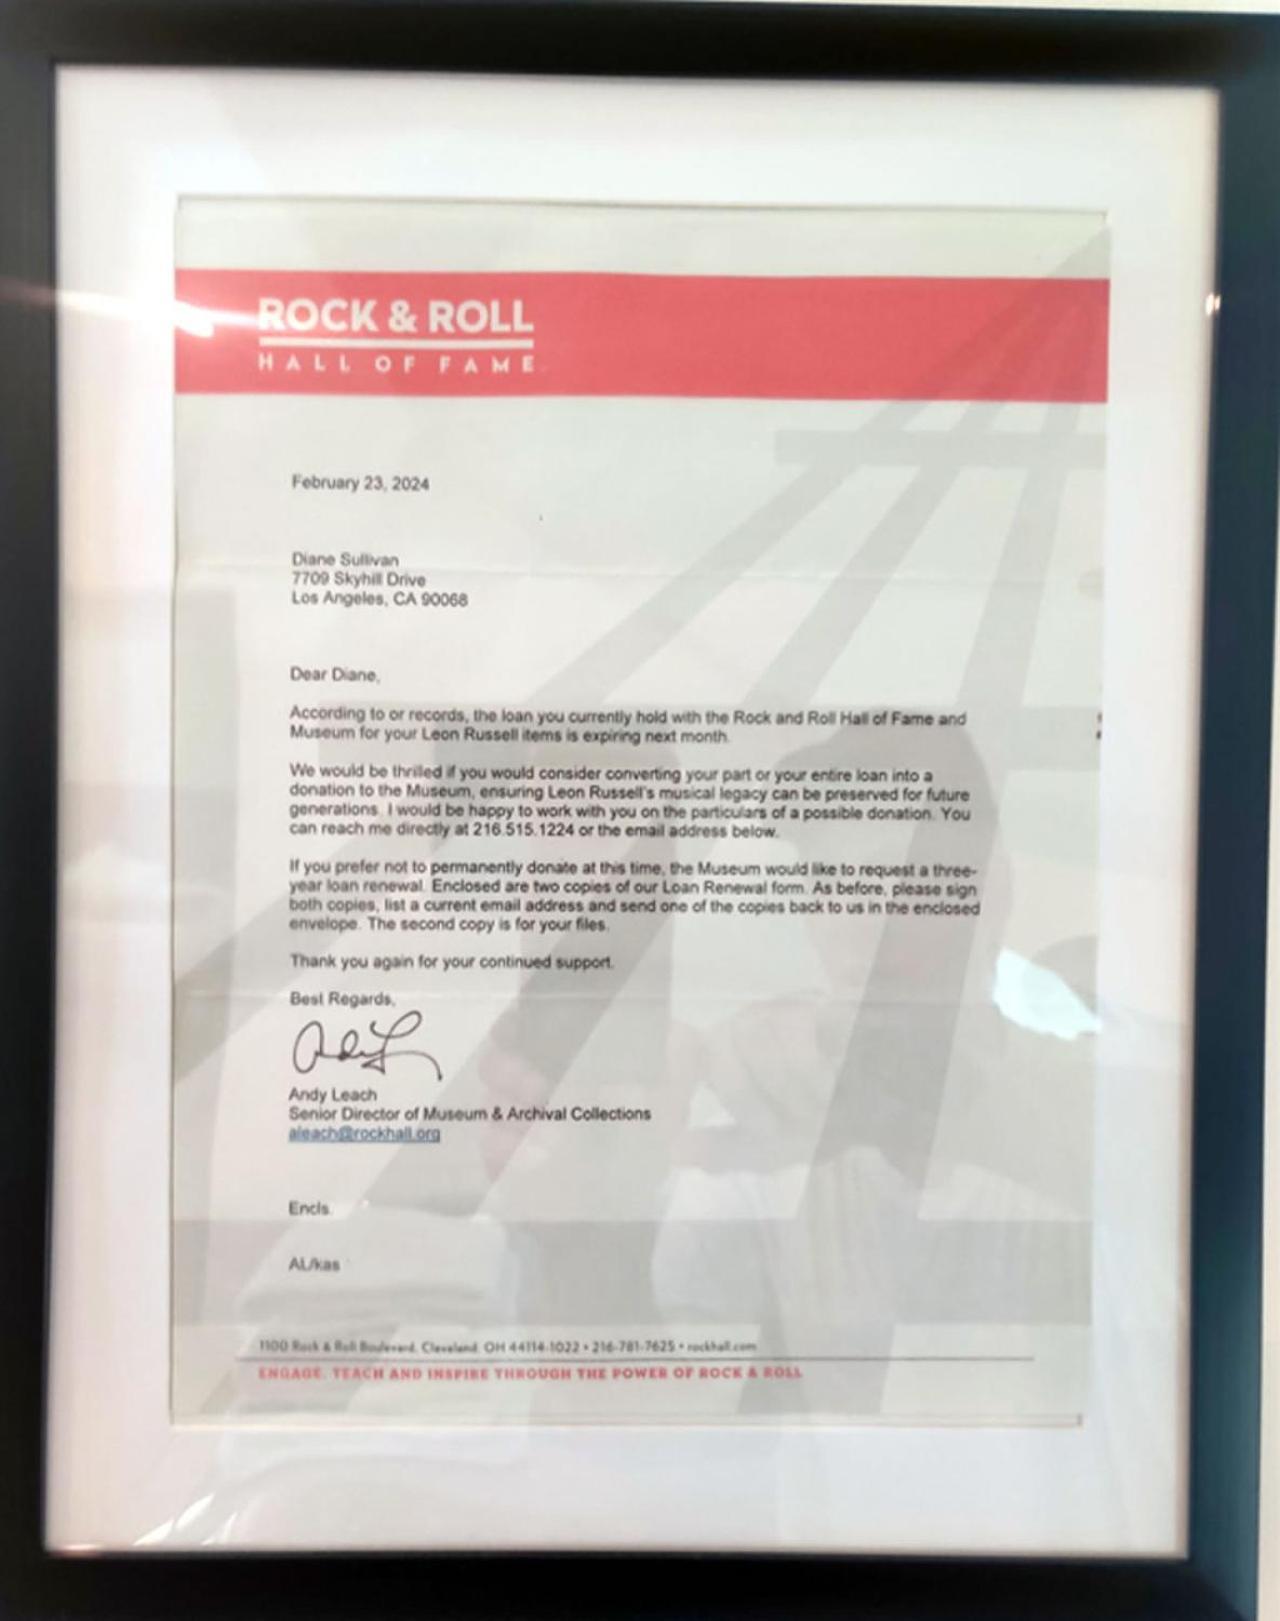 ROCK & ROLL
HALL OF FAME
February 23, 2024
Diane Sullivan
7709 Skyhill Drive
Los Angeles, CA 90068
Dear Diane,
According to or records, the loan you currently hold with the Rock and Roll Hall of Fame and
Museum for your Leon Russell items is expiring next month.
We would be thrilled if you would consider converting your part or your entire loan into a
donation to the Museum, ensuring Leon Russell's musical legacy can be preserved for future
generations. I would be happy to work with you on the particulars of a possible donation. You
can reach me directly at 216.515.1224 or the email address below.
If you prefer not to permanently donate at this time, the Museum would like to request a three-
year loan renewal. Enclosed are two copies of our Loan Renewal form. As before, please sign
both copies, list a current email address and send one of the copies back to us in the enclosed
envelope. The second copy is for your files.
Thank you again for your continued support.
Best Regards,
Andy Leach
Senior Director of Museum & Archival Collections
aleach@rockhall.org
Encls.
AL/kas
1100 Rock & Roll Boulevard, Cleveland, OH 44114-1022 • 216-781-7625 • rockhall.com
ENGAGE, TEACH AND INSPIRE THROUGH THE POWER OF ROCK & ROLL